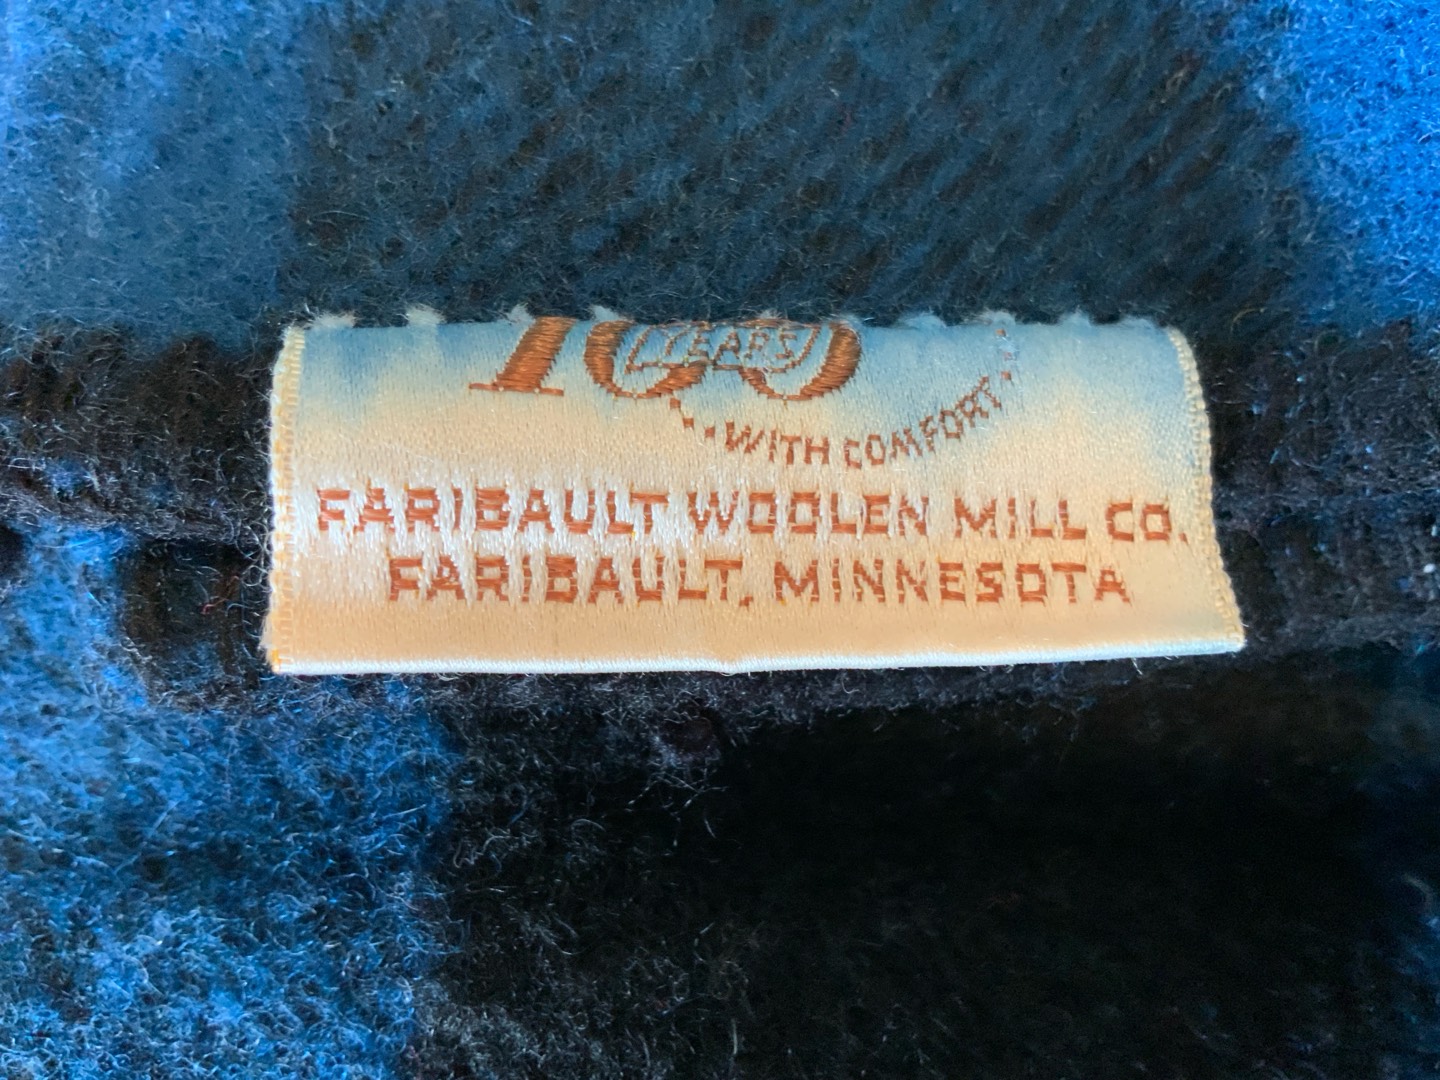 100
YEARS
WITH COMFORT
FARIBAULT WOOLEN MILL CO.
FARIBAULT, MINNESOTA